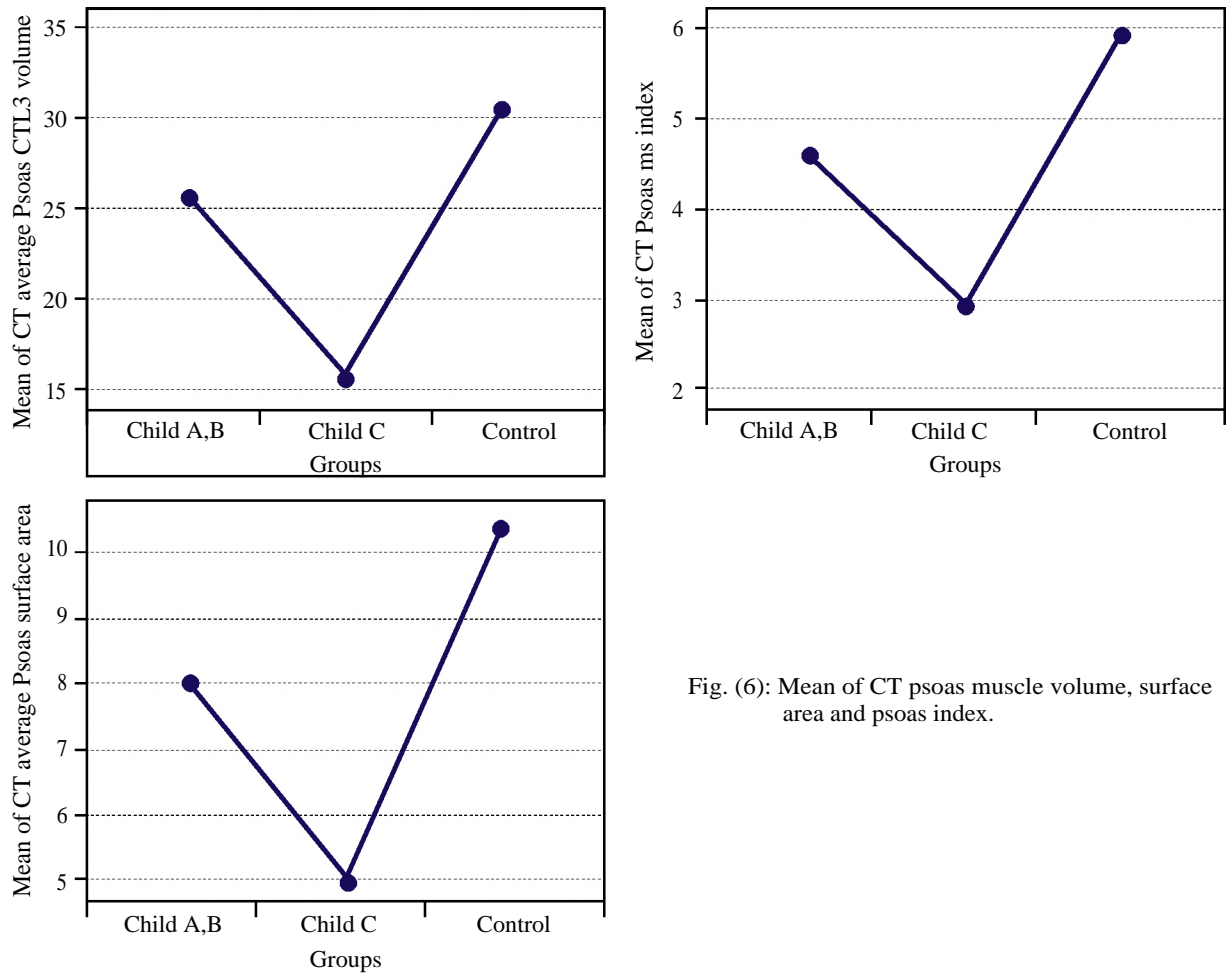 Mean of CT average Psoas CTL3 volume
35
30
25
20
15
Child A,B Child C Control
Groups
Mean of CT Psoas ms index
6
5
4
3
2
Child A,B Child C Control
Groups
Mean of CT average Psoas surface area
10
9
8
7
6
5
Child A,B Child C Control
Groups
Fig. (6): Mean of CT psoas muscle volume, surface
area and psoas index.